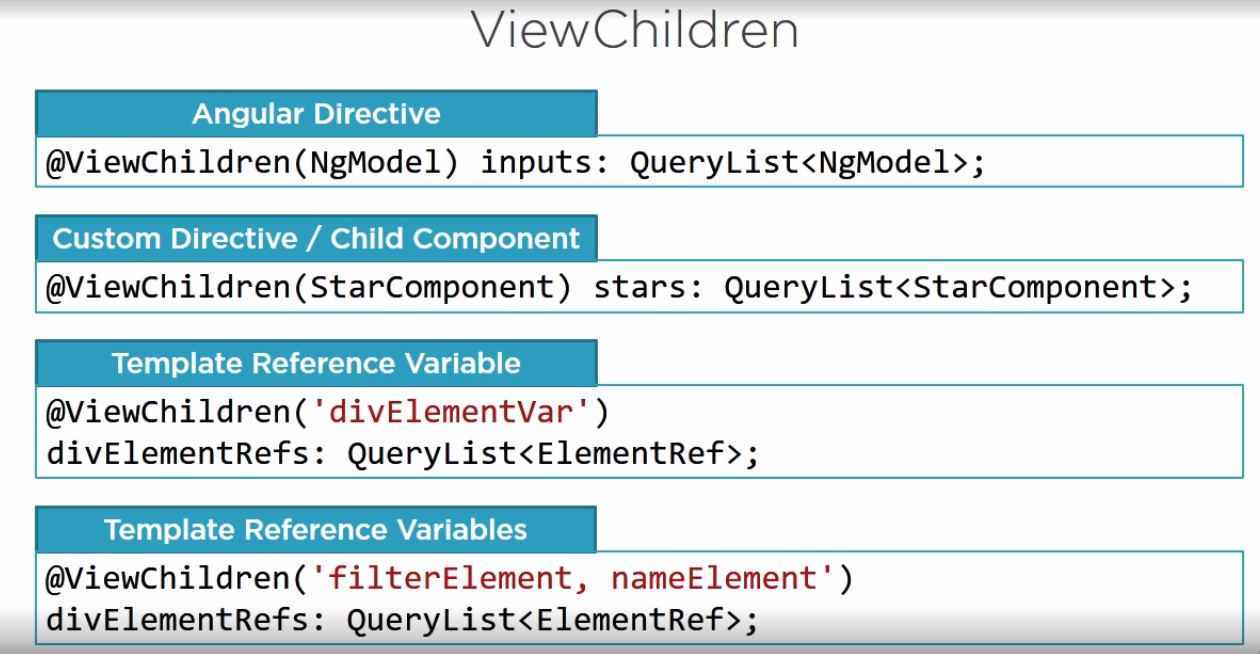 ViewChildren
Angular Directive
@ViewChildren(NgModel) inputs: QueryList<NgModel>;
Custom Directive / Child Component
@ViewChildren(StarComponent) stars: QueryList<StarComponent>;
Template Reference Variable
@ViewChildren('divElementVar')
divElementRefs: QueryList<ElementRef>;
Template Reference Variables
@ViewChildren('filterElement, nameElement')
divElementRefs: QueryList<ElementRef>;